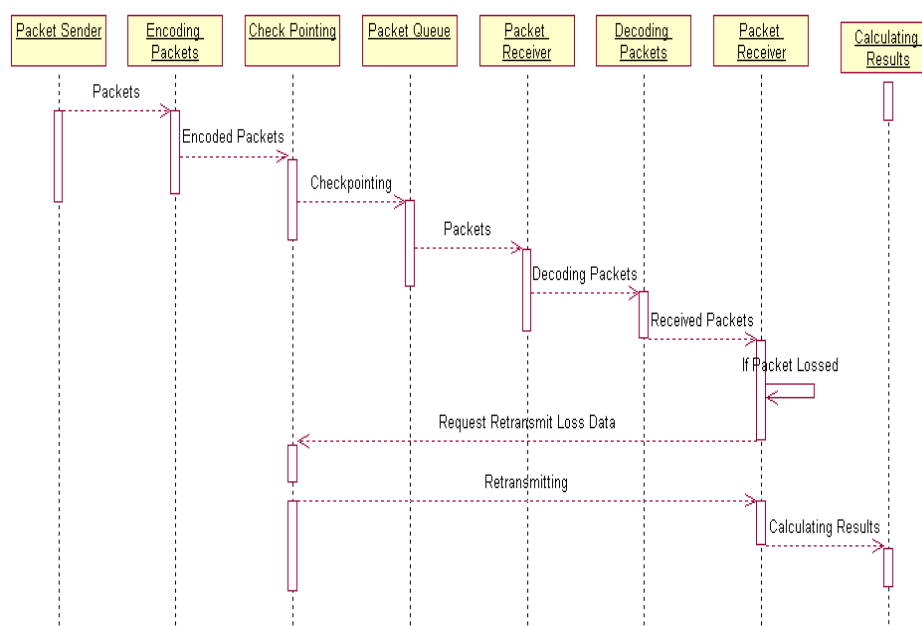 Packet Sender
Encoding
Packets
Check Pointing
Packet Queue
Packet
Receiver
Decoding
Packets
Packet
Receiver
Calculating
Results
Packets
Encoded Packets
Checkpointing
Packets
Decoding Packets
Received Packets
If Packet Lossed
Request Retransmit Loss Data
Retransmitting
Calculating Results